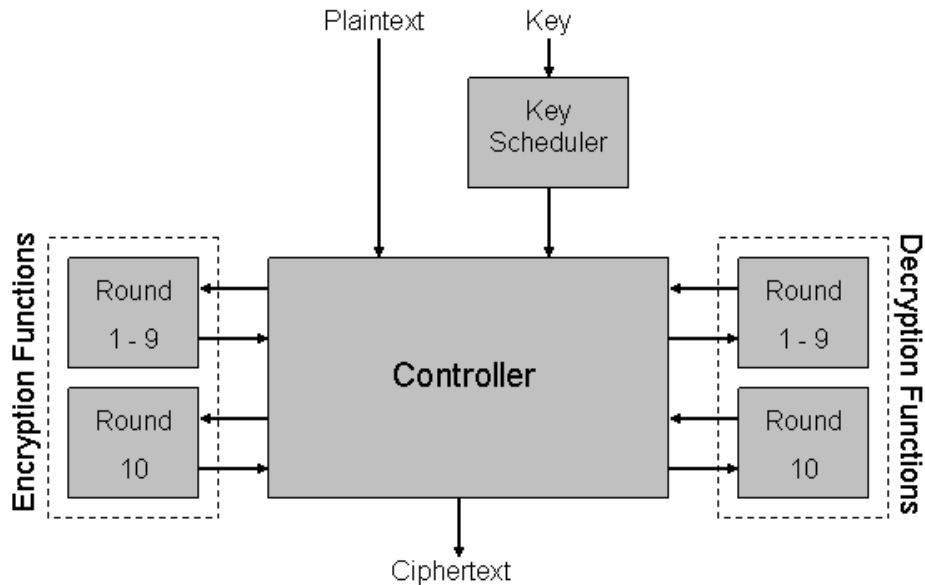 Plaintext
Key
Key
Scheduler
Encryption Functions
Round
1 - 9
Round
10
Controller
Round
1 - 9
Round
10
Decryption Functions
Ciphertext